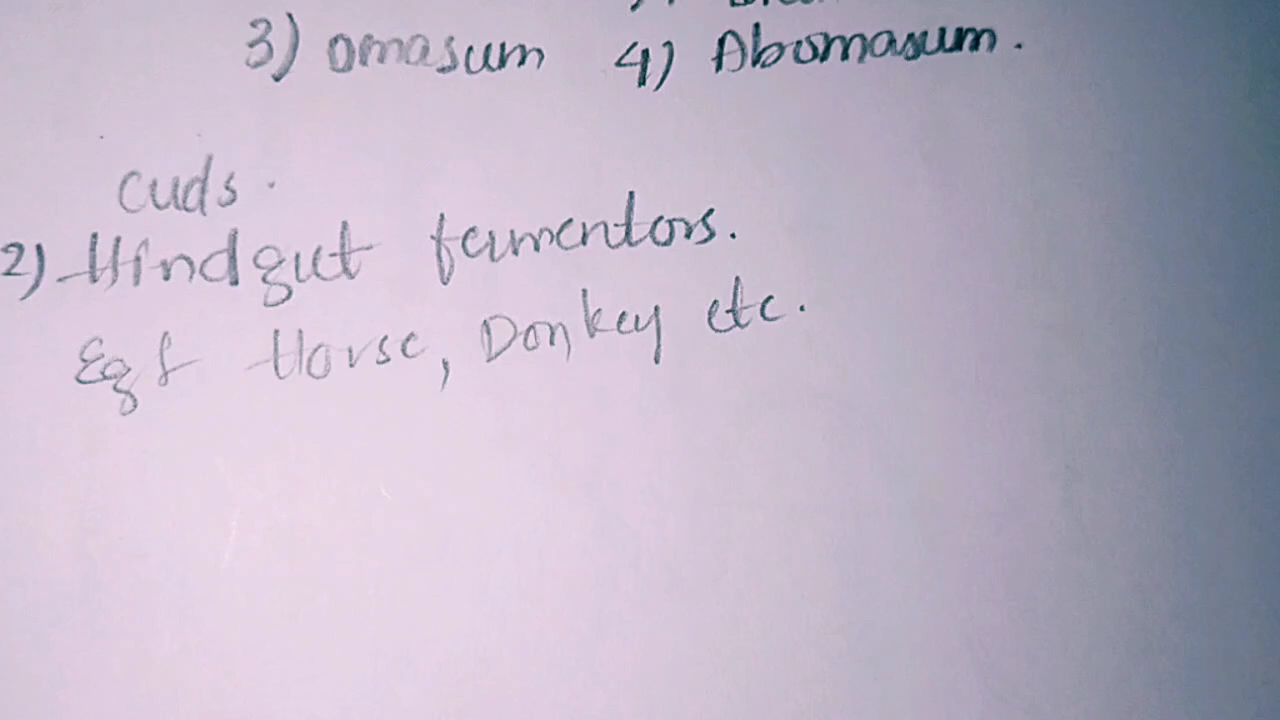 3) omasum 4) Abomasum.
cuds.
2) Hindgut fermentors.
Eg: Horse, Donkey etc.